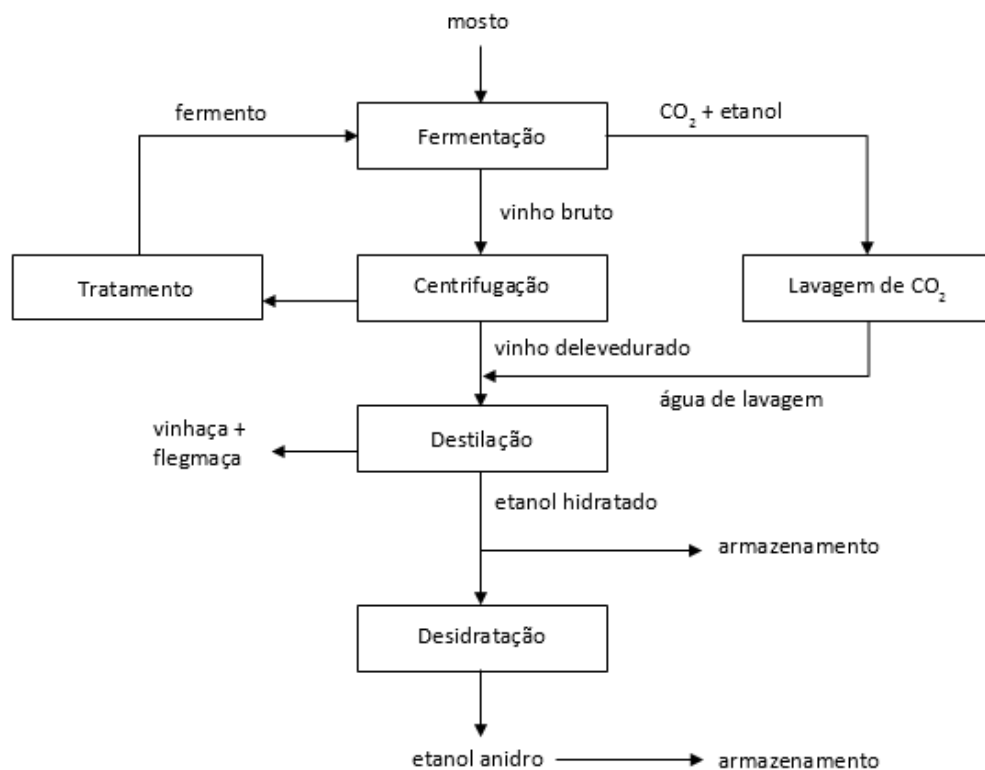 mosto
fermento
CO₂ + etanol
Fermentação
vinho bruto
Tratamento
Centrifugação
Lavagem de CO₂
vinho delevedurado
água de lavagem
vinhaça +
flegmaça
Destilação
etanol hidratado
armazenamento
Desidratação
etanol anidro
armazenamento